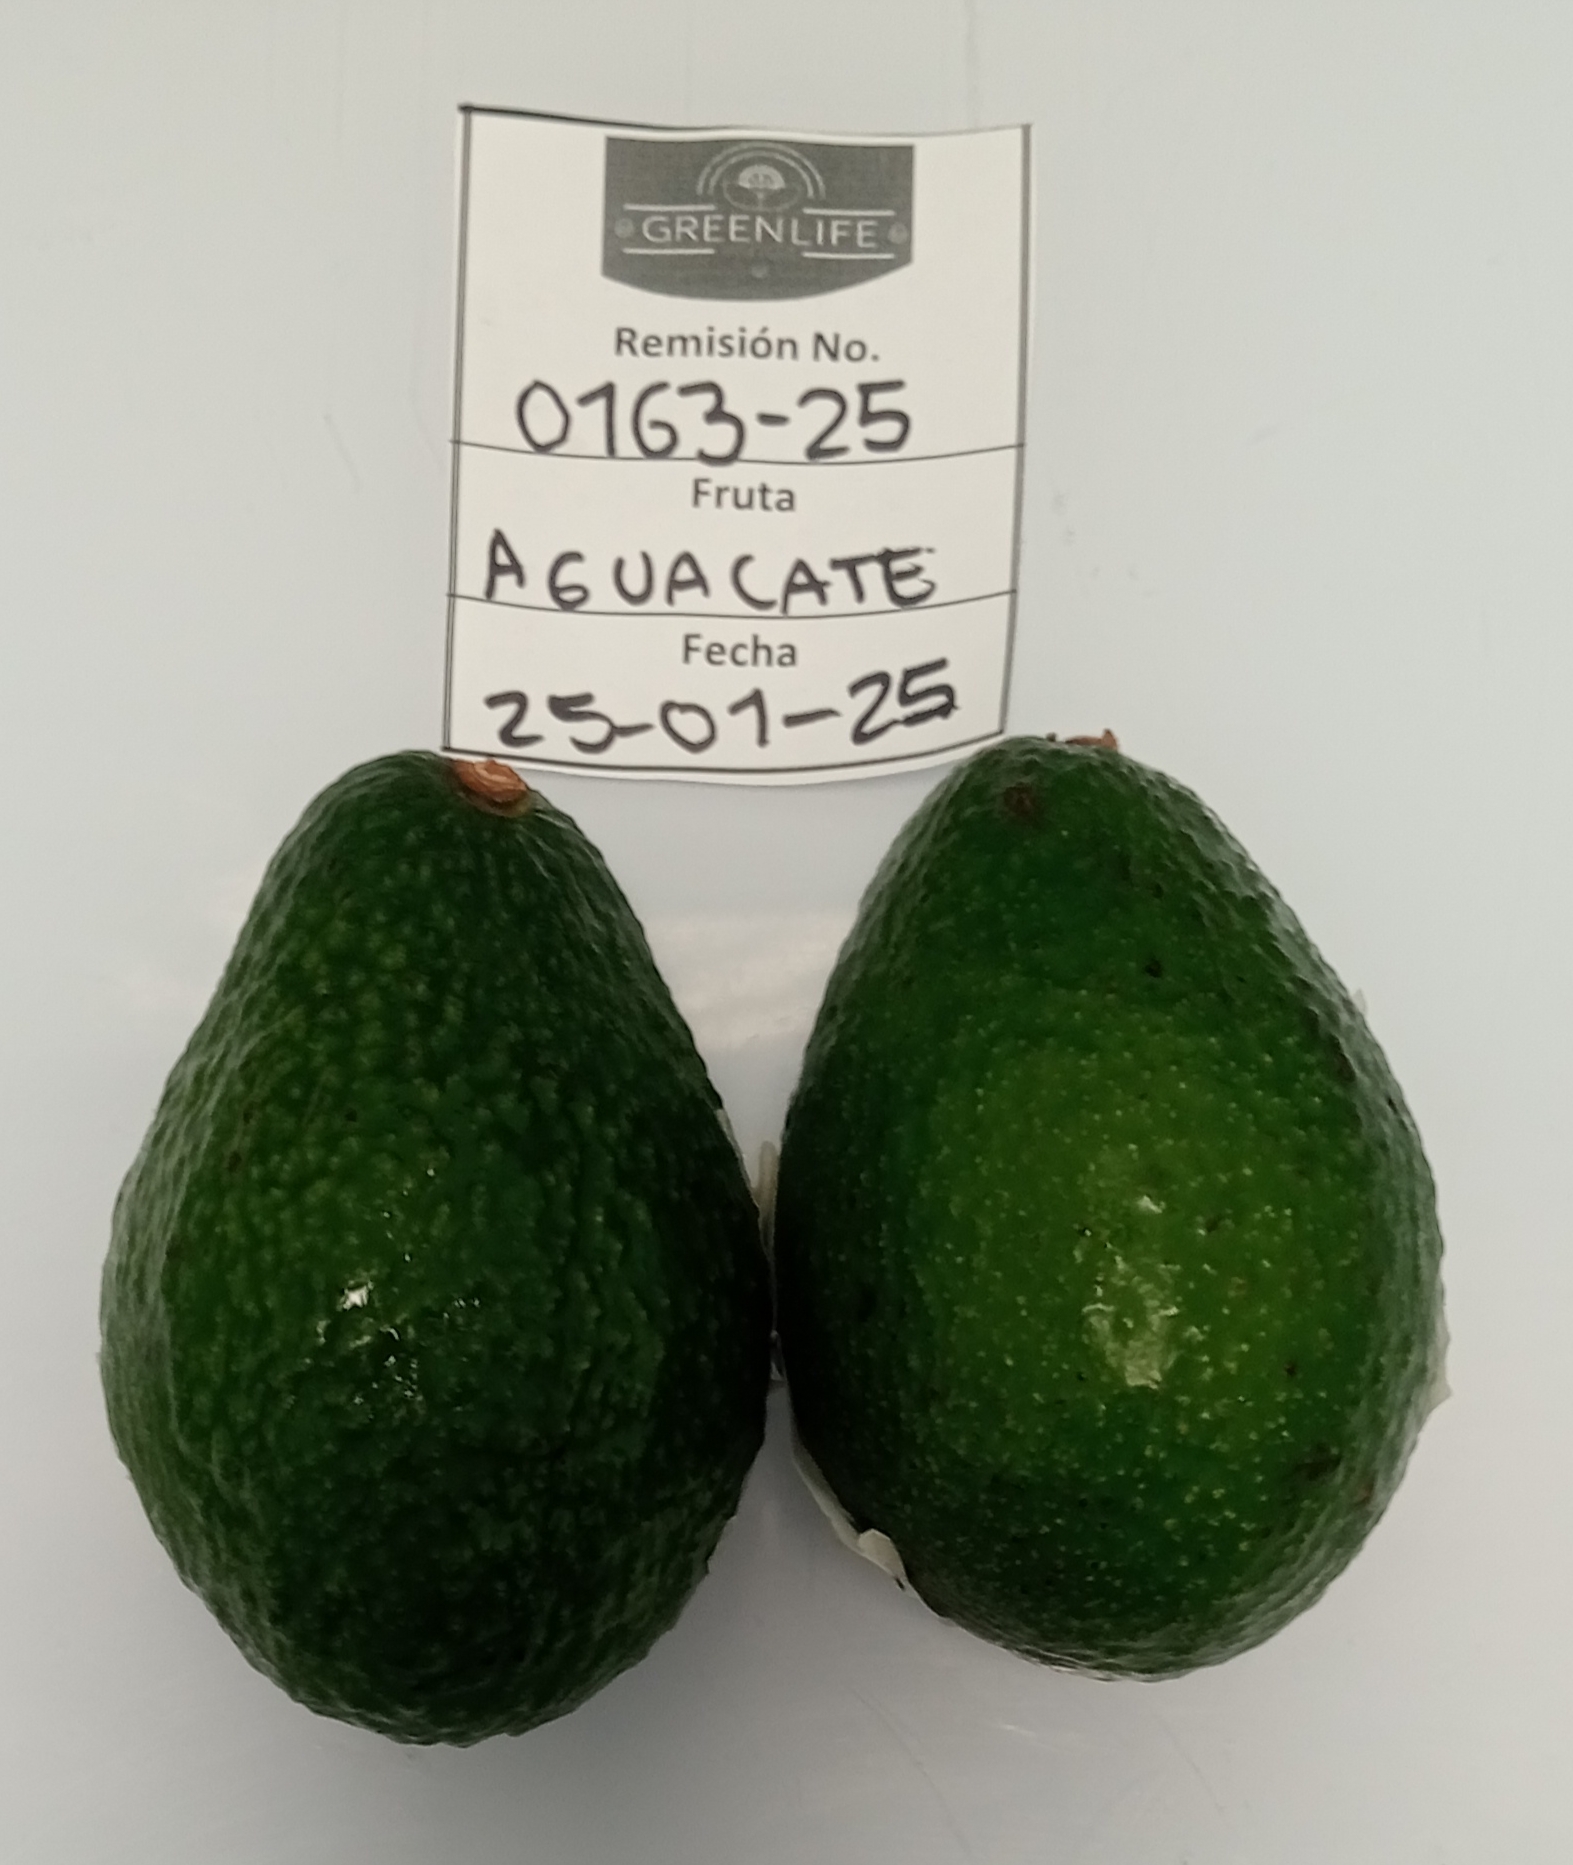 GREENLIFE
Remisión No.
0163-25
Fruta
AGUACATE
Fecha
25-01-25